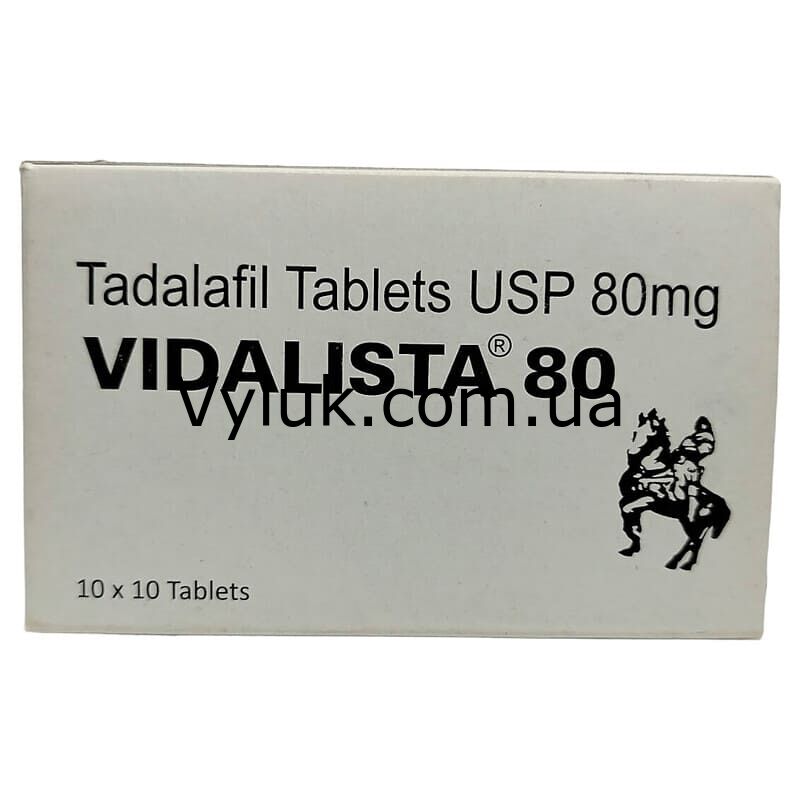 Tadalafil Tablets USP 80mg
VIDALISTA® 80
Vyluk.com.ua
10 x 10 Tablets